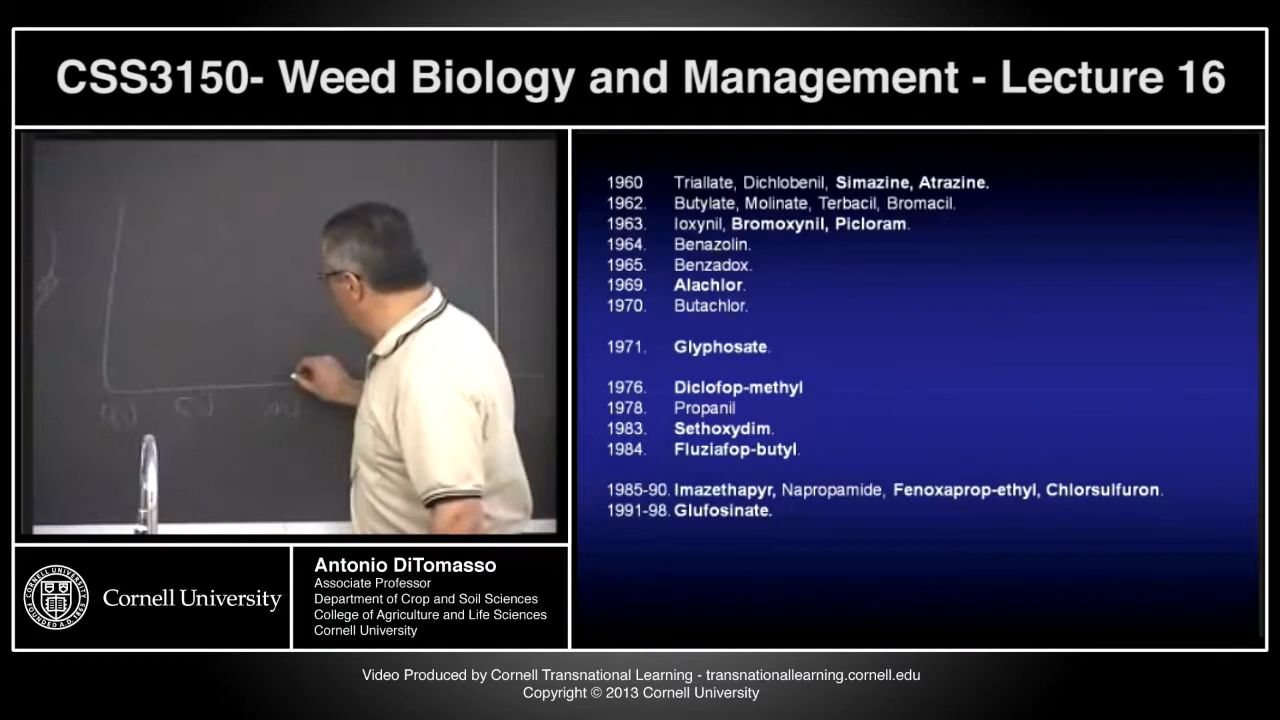 CSS3150- Weed Biology and Management - Lecture 16
1960 Triallate, Dichlobenil, Simazine, Atrazine.
1962. Butylate, Molinate, Terbacil, Bromacil.
1963. Ioxynil, Bromoxynil, Picloram.
1964. Benazolin.
1965. Benzadox.
1969. Alachlor.
1970. Butachlor.
1971. Glyphosate.
1976. Diclofop-methyl
1978. Propanil
1983. Sethoxydim.
1984. Fluziafop-butyl.
1985-90. Imazethapyr, Napropamide, Fenoxaprop-ethyl, Chlorsulfuron.
1991-98. Glufosinate.
Cornell University
Antonio DiTomasso
Associate Professor
Department of Crop and Soil Sciences
College of Agriculture and Life Sciences
Cornell University
Video Produced by Cornell Transnational Learning - transnationallearning.cornell.edu
Copyright © 2013 Cornell University